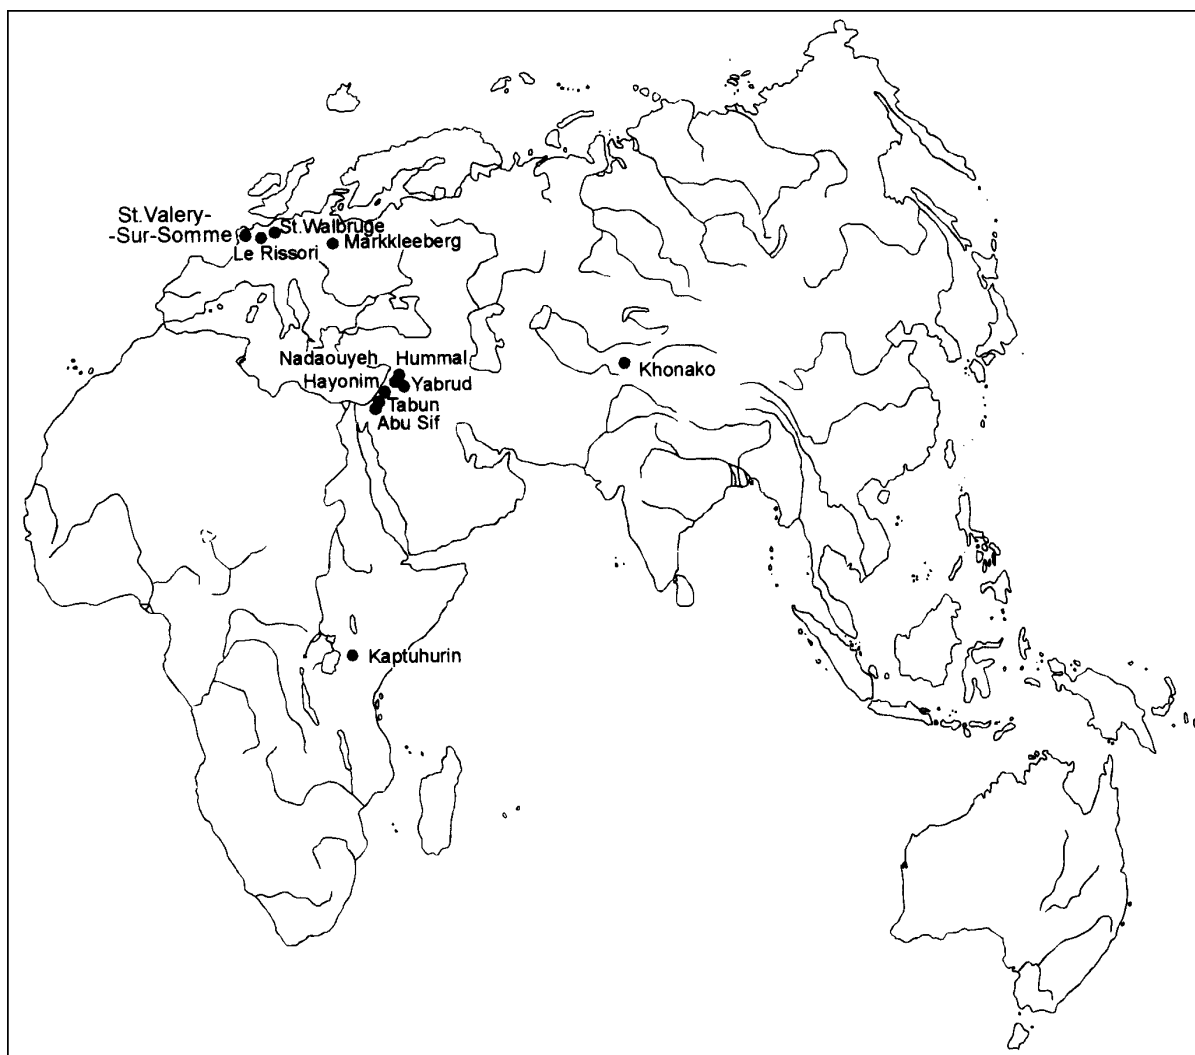 St.Valery-
-Sur-Somme
St.Walbruge
Le Rissori
Markkleeberg
Nadaouyeh
Hummal
Hayonim
Yabrud
Tabun
Abu Sif
Khonako
Kaptuhurin